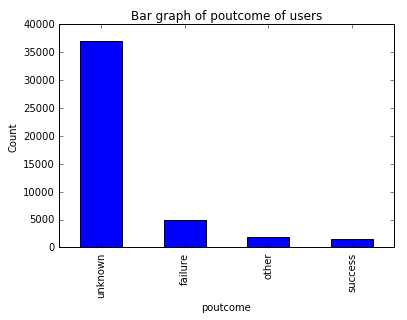 Bar graph of poutcome of users
40000
35000
30000
25000
20000
15000
10000
5000
0
Count
unknown
failure
other
success
poutcome